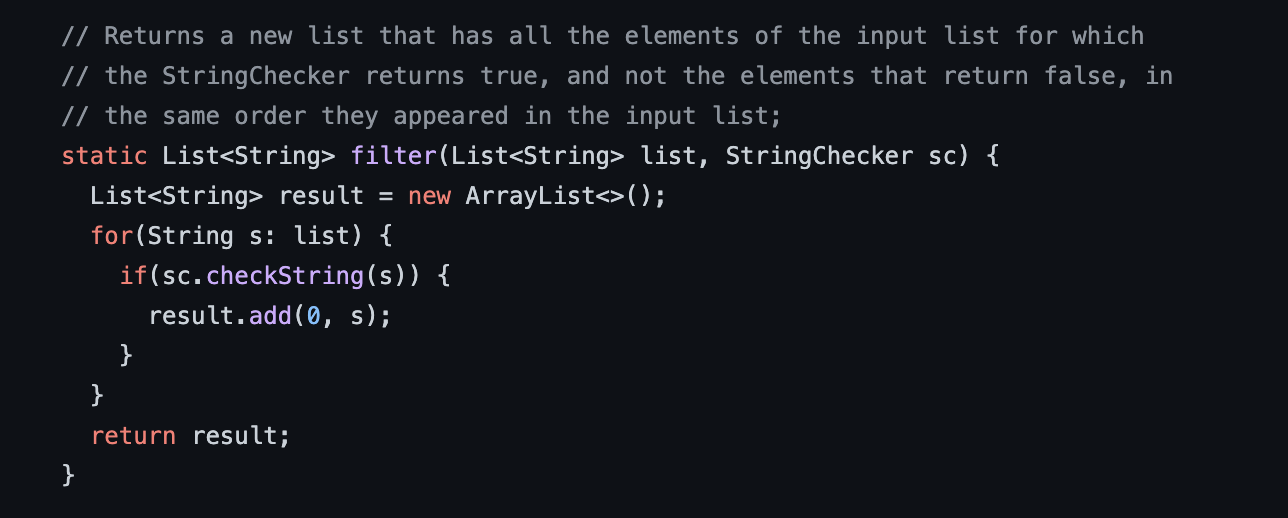 // Returns a new list that has all the elements of the input list for which
// the StringChecker returns true, and not the elements that return false, in
// the same order they appeared in the input list;
static List<String> filter(List<String> list, StringChecker sc) {
  List<String> result = new ArrayList<>();
  for(String s: list) {
    if(sc.checkString(s)) {
      result.add(0, s);
    }
  }
  return result;
}